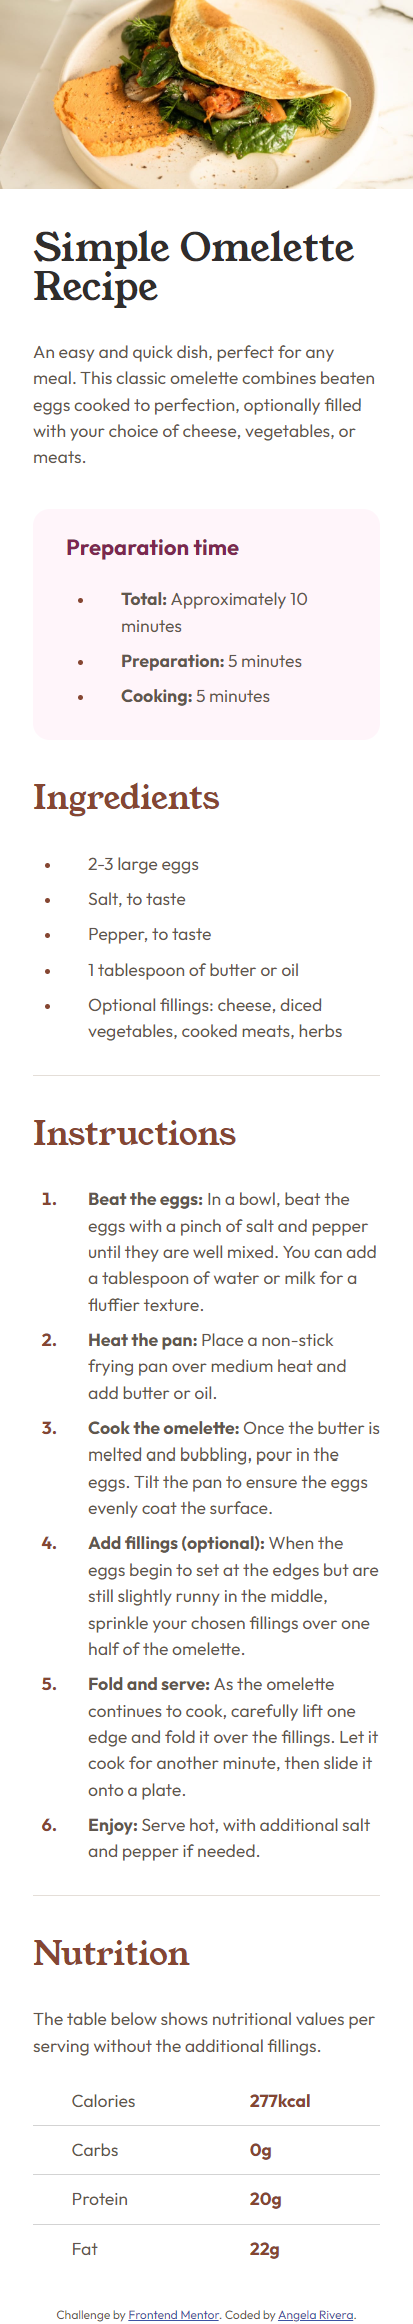 Simple Omelette
Recipe
An easy and quick dish, perfect for any
meal. This classic omelette combines beaten
eggs cooked to perfection, optionally filled
with your choice of cheese, vegetables, or
meats.
Preparation time
• Total: Approximately 10
minutes
• Preparation: 5 minutes
• Cooking: 5 minutes
Ingredients
• 2-3 large eggs
• Salt, to taste
• Pepper, to taste
• 1 tablespoon of butter or oil
• Optional fillings: cheese, diced
vegetables, cooked meats, herbs
Instructions
1. Beat the eggs: In a bowl, beat the
eggs with a pinch of salt and pepper
until they are well mixed. You can add
a tablespoon of water or milk for a
fluffier texture.
2. Heat the pan: Place a non-stick
frying pan over medium heat and
add butter or oil.
3. Cook the omelette: Once the butter is
melted and bubbling, pour in the
eggs. Tilt the pan to ensure the eggs
evenly coat the surface.
4. Add fillings (optional): When the
eggs begin to set at the edges but are
still slightly runny in the middle,
sprinkle your chosen fillings over one
half of the omelette.
5. Fold and serve: As the omelette
continues to cook, carefully lift one
edge and fold it over the fillings. Let it
cook for another minute, then slide it
onto a plate.
6. Enjoy: Serve hot, with additional salt
and pepper if needed.
Nutrition
The table below shows nutritional values per
serving without the additional fillings.
Calories 277kcal
Carbs 0g
Protein 20g
Fat 22g
Challenge by Frontend Mentor. Coded by Angela Rivera.